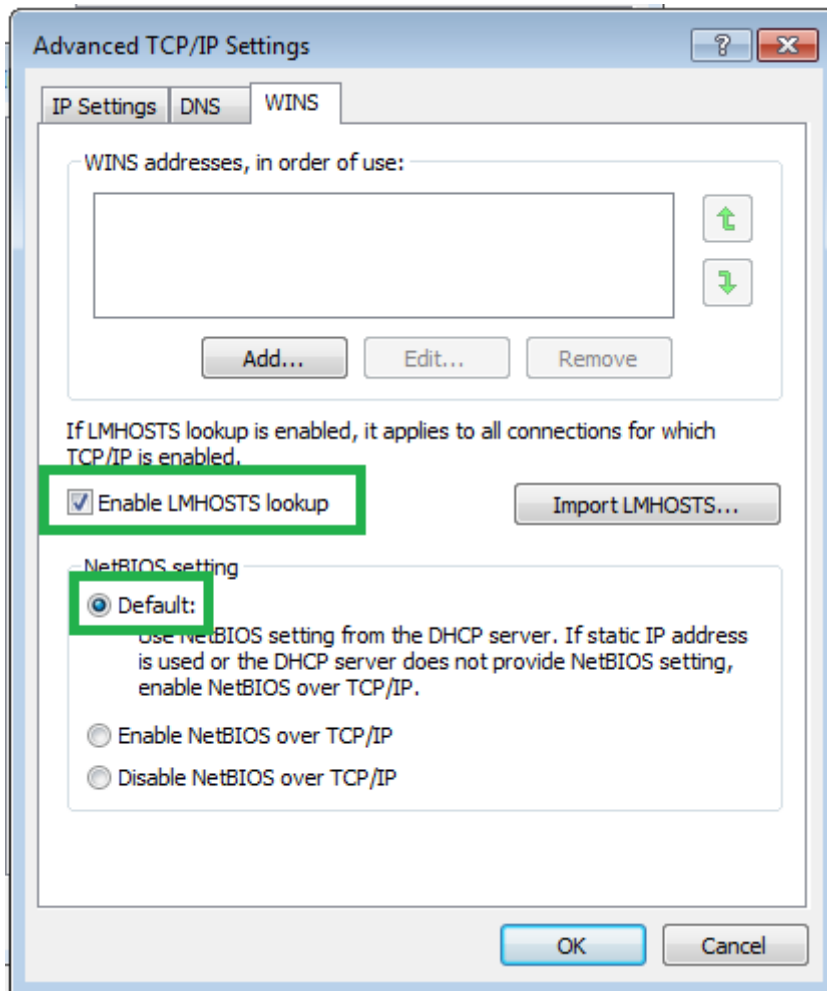 Advanced TCP/IP Settings
?
IP Settings DNS WINS
WINS addresses, in order of use:
Add... Edit... Remove
If LMHOSTS lookup is enabled, it applies to all connections for which
TCP/IP is enabled.
Enable LMHOSTS lookup Import LMHOSTS...
NetBIOS setting
Default:
Use NetBIOS setting from the DHCP server. If static IP address
is used or the DHCP server does not provide NetBIOS setting,
enable NetBIOS over TCP/IP.
Enable NetBIOS over TCP/IP
Disable NetBIOS over TCP/IP
OK Cancel